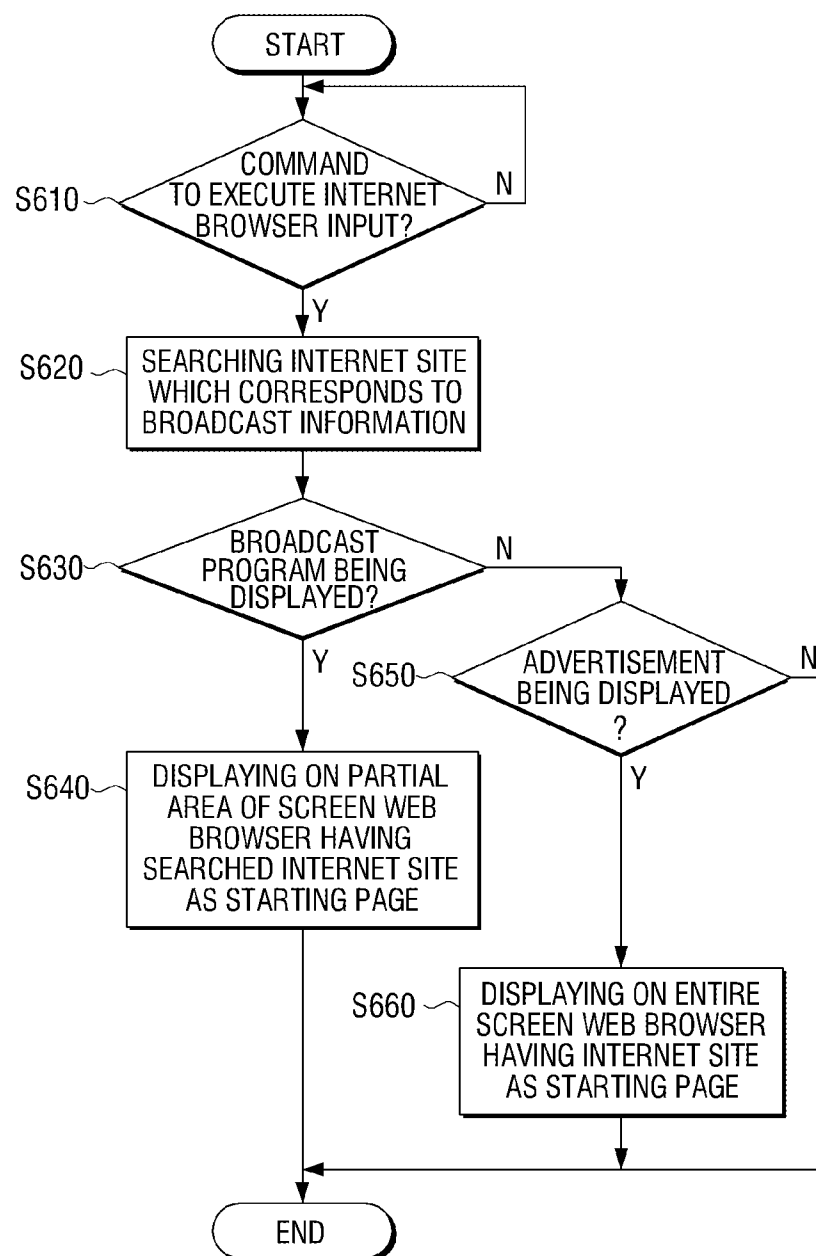 START
COMMAND
TO EXECUTE INTERNET
BROWSER INPUT?
S610
N
Y
S620
SEARCHING INTERNET SITE
WHICH CORRESPONDS TO
BROADCAST INFORMATION
S630
BROADCAST
PROGRAM BEING
DISPLAYED?
N
Y
S650
ADVERTISEMENT
BEING DISPLAYED
?
N
Y
S640
DISPLAYING ON PARTIAL
AREA OF SCREEN WEB
BROWSER HAVING
SEARCHED INTERNET SITE
AS STARTING PAGE
S660
DISPLAYING ON ENTIRE
SCREEN WEB BROWSER
HAVING INTERNET SITE
AS STARTING PAGE
END